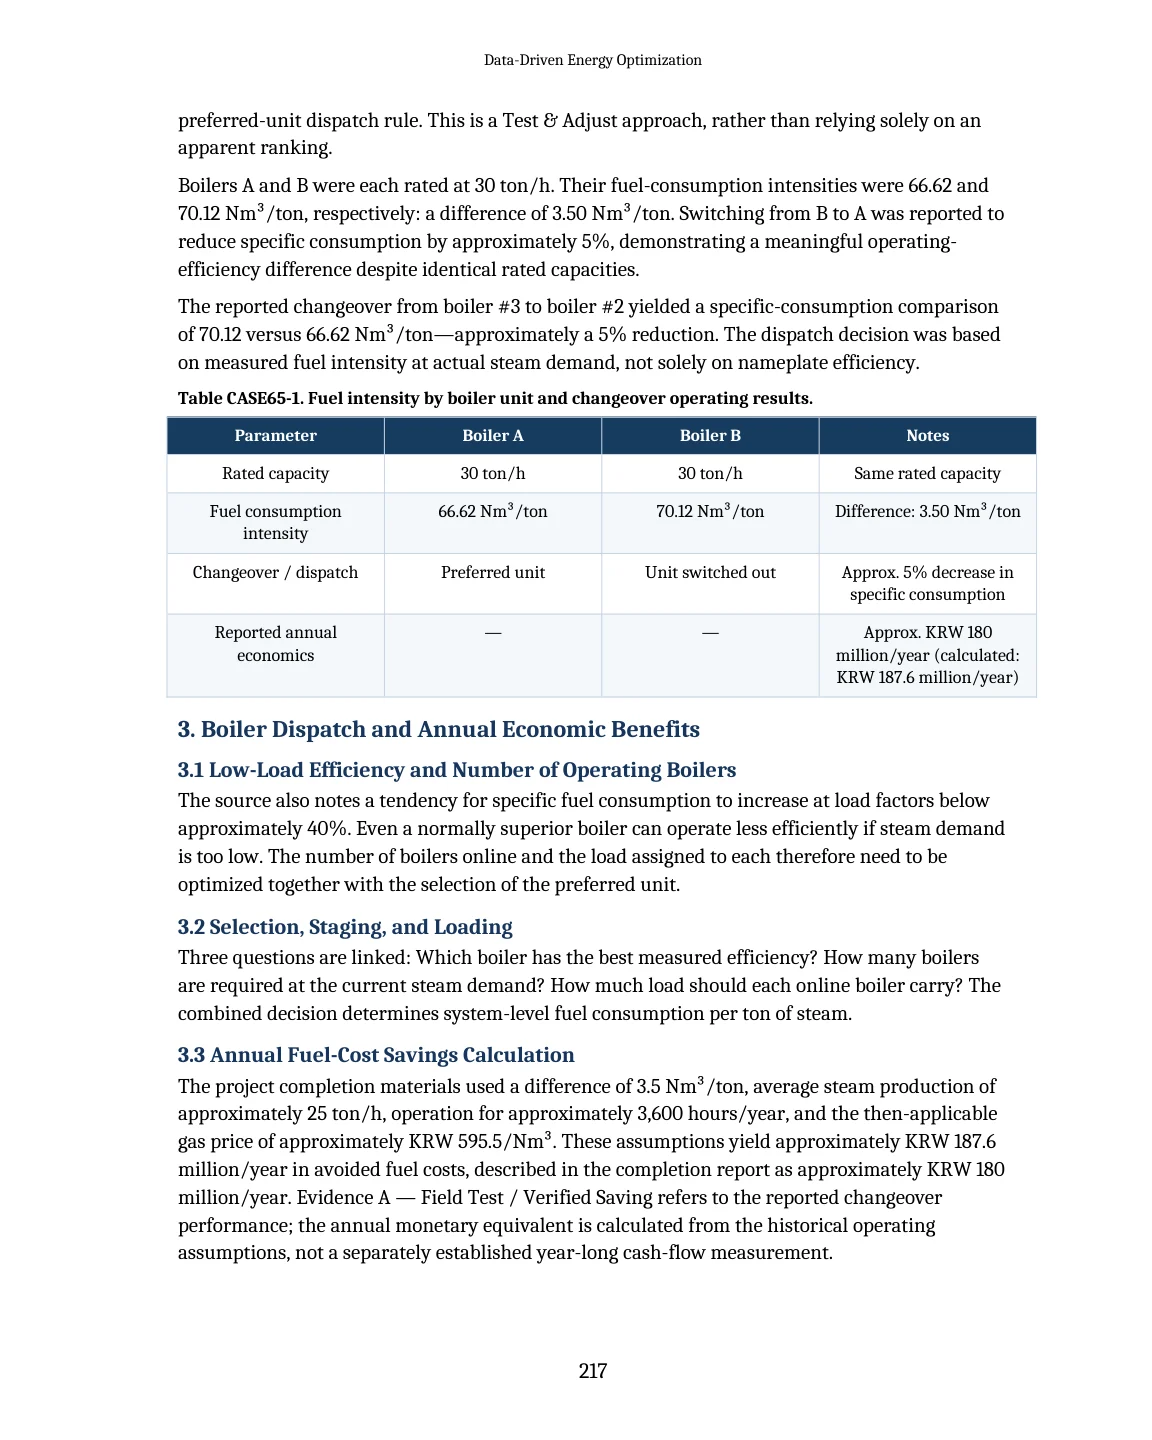 Data-Driven Energy Optimization
preferred-unit dispatch rule. This is a Test & Adjust approach, rather than relying solely on an
apparent ranking.
Boilers A and B were each rated at 30 ton/h. Their fuel-consumption intensities were 66.62 and
70.12 Nm³/ton, respectively: a difference of 3.50 Nm³/ton. Switching from B to A was reported to
reduce specific consumption by approximately 5%, demonstrating a meaningful operating-
efficiency difference despite identical rated capacities.
The reported changeover from boiler #3 to boiler #2 yielded a specific-consumption comparison
of 70.12 versus 66.62 Nm³/ton—approximately a 5% reduction. The dispatch decision was based
on measured fuel intensity at actual steam demand, not solely on nameplate efficiency.
Table CASE65-1. Fuel intensity by boiler unit and changeover operating results.
Parameter Boiler A Boiler B Notes
Rated capacity 30 ton/h 30 ton/h Same rated capacity
Fuel consumption 66.62 Nm³/ton 70.12 Nm³/ton Difference: 3.50 Nm³/ton
intensity
Changeover / dispatch Preferred unit Unit switched out Approx. 5% decrease in
specific consumption
Reported annual — — Approx. KRW 180
economics million/year (calculated:
KRW 187.6 million/year)
3. Boiler Dispatch and Annual Economic Benefits
3.1 Low-Load Efficiency and Number of Operating Boilers
The source also notes a tendency for specific fuel consumption to increase at load factors below
approximately 40%. Even a normally superior boiler can operate less efficiently if steam demand
is too low. The number of boilers online and the load assigned to each therefore need to be
optimized together with the selection of the preferred unit.
3.2 Selection, Staging, and Loading
Three questions are linked: Which boiler has the best measured efficiency? How many boilers
are required at the current steam demand? How much load should each online boiler carry? The
combined decision determines system-level fuel consumption per ton of steam.
3.3 Annual Fuel-Cost Savings Calculation
The project completion materials used a difference of 3.5 Nm³/ton, average steam production of
approximately 25 ton/h, operation for approximately 3,600 hours/year, and the then-applicable
gas price of approximately KRW 595.5/Nm³. These assumptions yield approximately KRW 187.6
million/year in avoided fuel costs, described in the completion report as approximately KRW 180
million/year. Evidence A — Field Test / Verified Saving refers to the reported changeover
performance; the annual monetary equivalent is calculated from the historical operating
assumptions, not a separately established year-long cash-flow measurement.
217